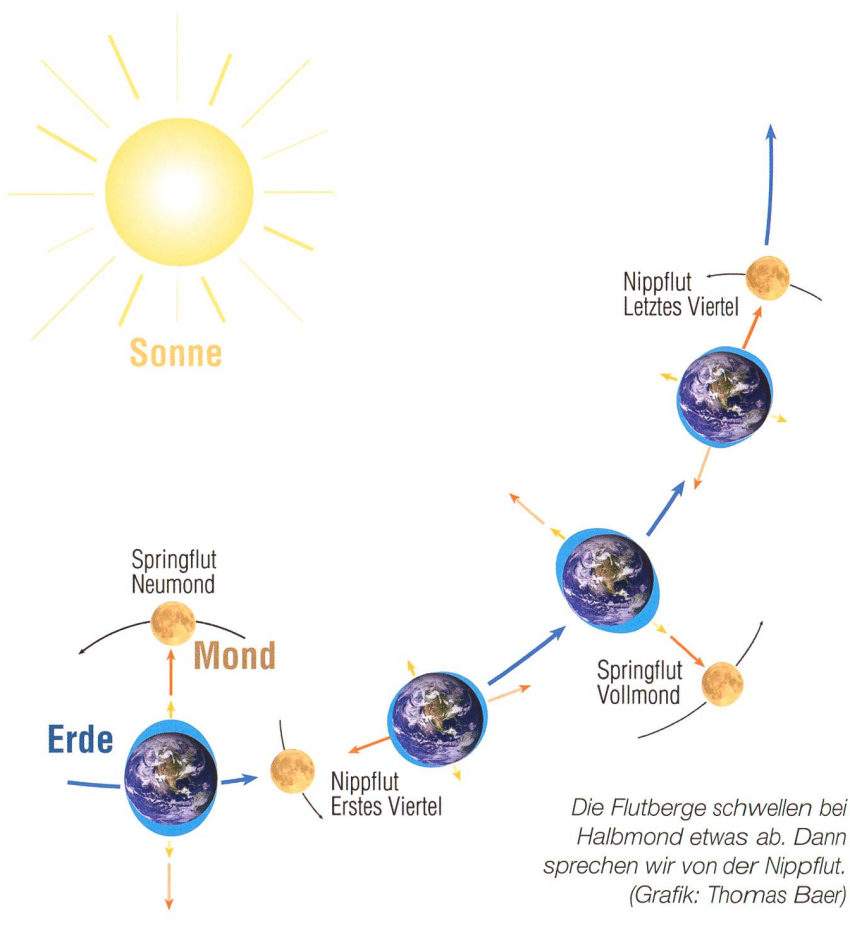 Sonne
Nippflut
Letztes Viertel
Springflut
Neumond
Mond
Erde
Springflut
Vollmond
Nippflut
Erstes Viertel
Die Flutberge schwellen bei
Halbmond etwas ab. Dann
sprechen wir von der Nippflut.
(Grafik: Thomas Baer)